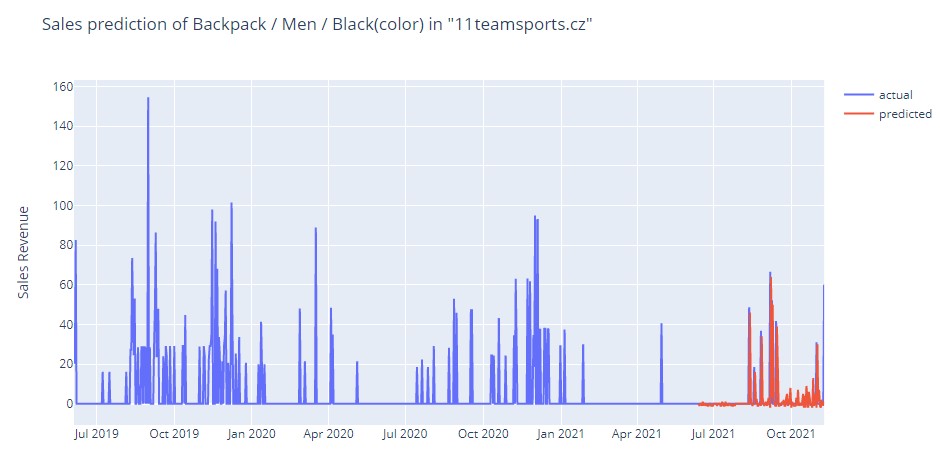 Sales prediction of Backpack / Men / Black(color) in "11teamsports.cz"
actual
predicted
Sales Revenue
160
140
120
100
80
60
40
20
0
Jul 2019
Oct 2019
Jan 2020
Apr 2020
Jul 2020
Oct 2020
Jan 2021
Apr 2021
Jul 2021
Oct 2021